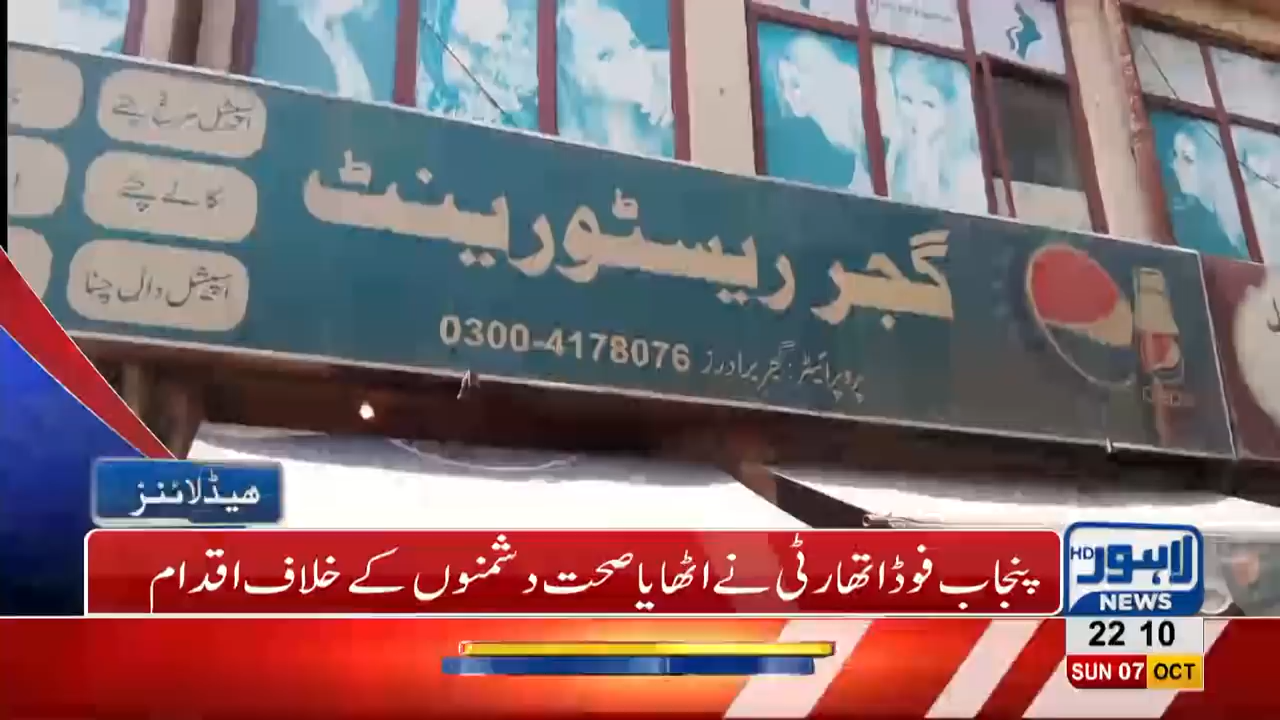 اسپیشل مرغ چنے
کالے چنے
اسپیشل دال چنا
گجر ریسٹورینٹ
پروپرائیٹر: گجر برادرز 0300-4178076
ھیڈلائنز
پنجاب فوڈ اتھارٹی نے اٹھایا صحت دشمنوں کے خلاف اقدام
لاہور HD
NEWS
22 10
SUN 07 OCT